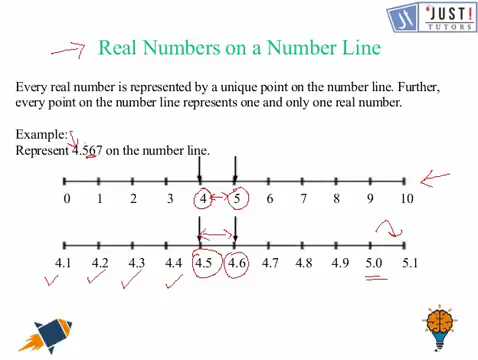 'JUST!
TUTORS
Real Numbers on a Number Line
Every real number is represented by a unique point on the number line. Further,
every point on the number line represents one and only one real number.
Example:
Represent 4.567 on the number line.
0 1 2 3 4 5 6 7 8 9 10
4.1 4.2 4.3 4.4 4.5 4.6 4.7 4.8 4.9 5.0 5.1